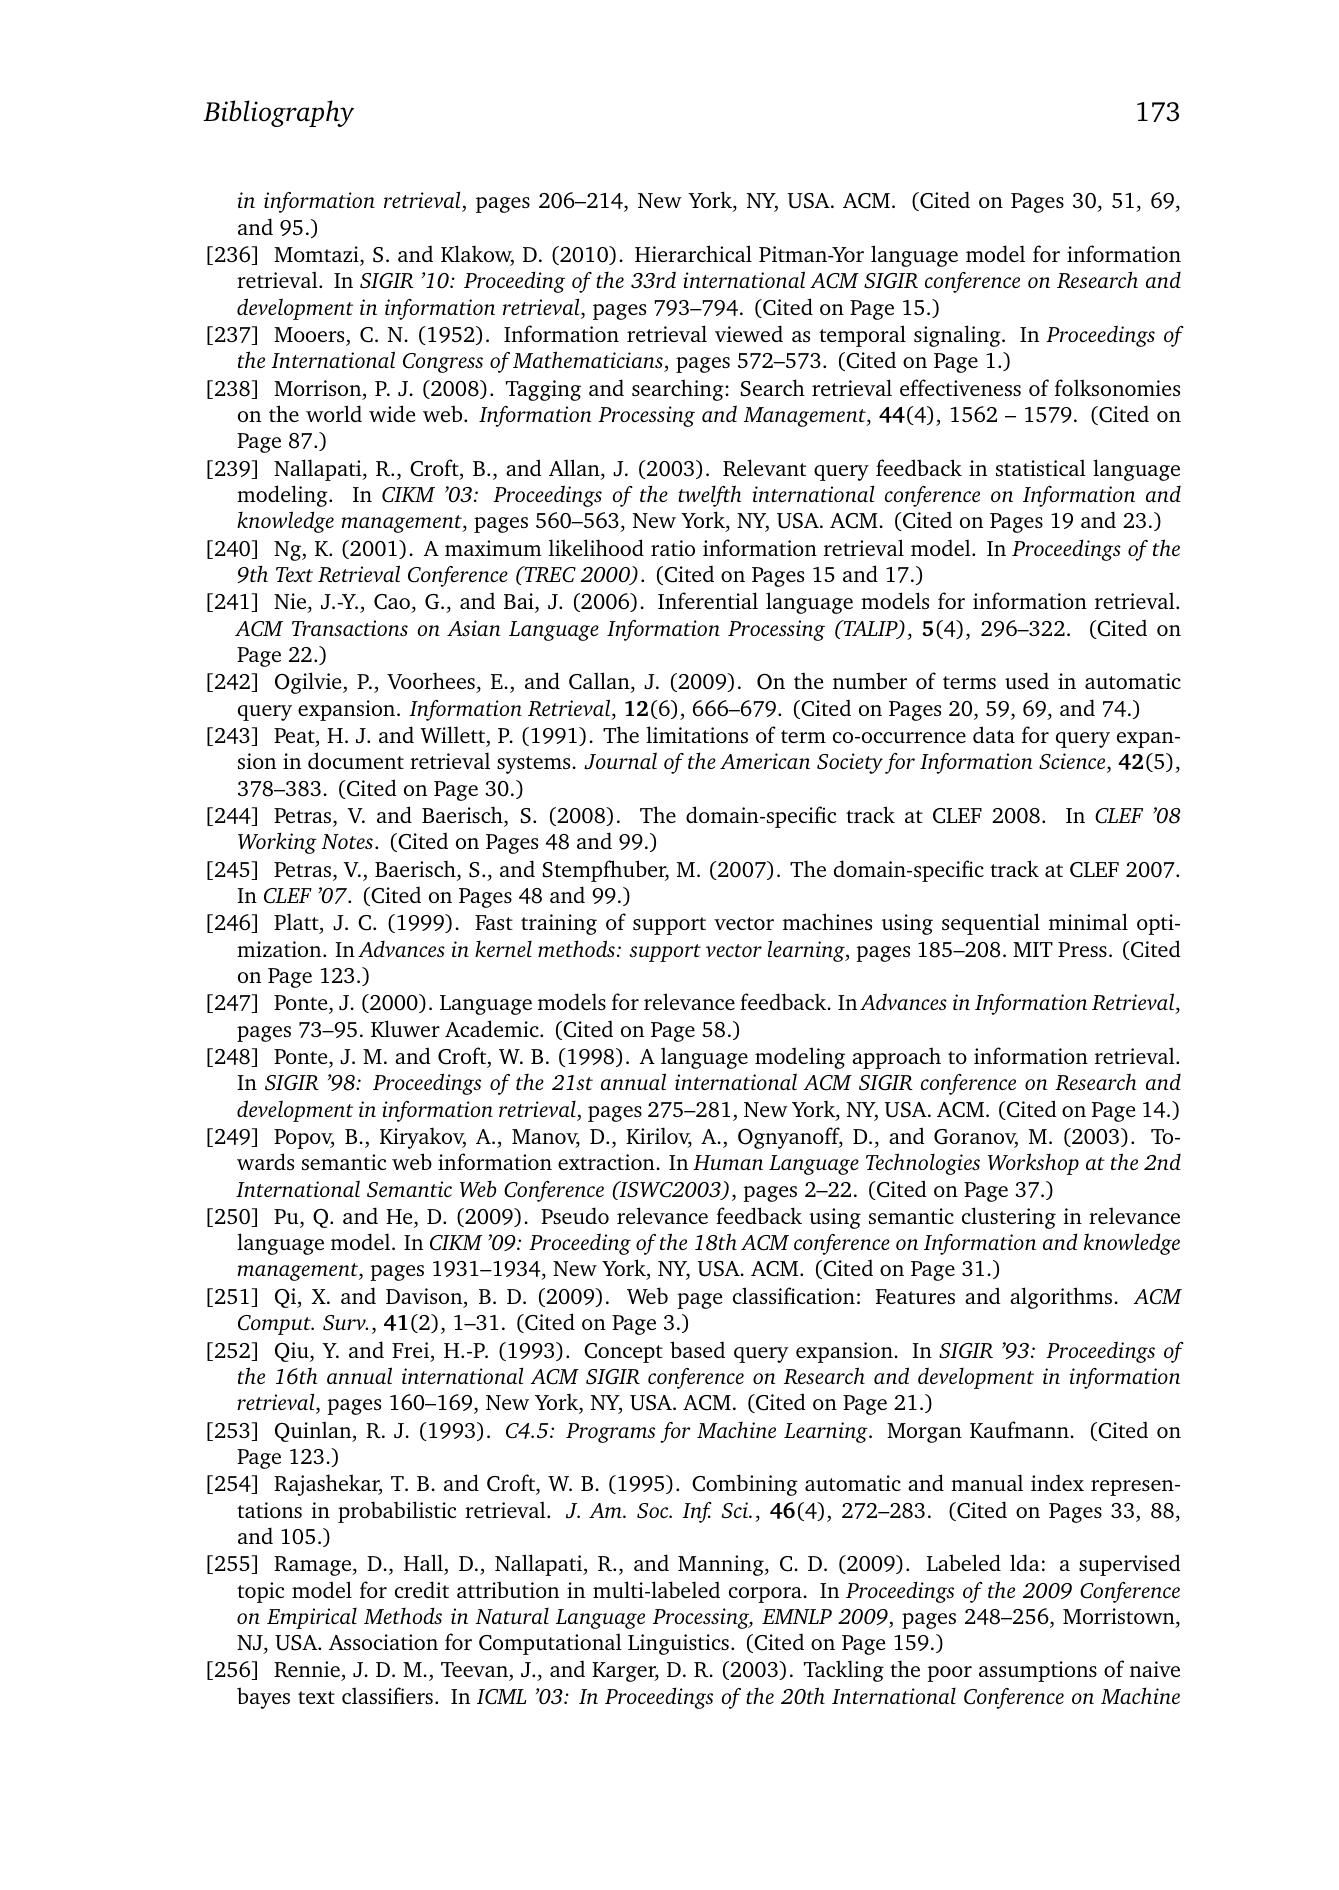 Bibliography 173
in information retrieval, pages 206–214, New York, NY, USA. ACM. (Cited on Pages 30, 51, 69,
and 95.)
[236] Momtazi, S. and Klakow, D. (2010). Hierarchical Pitman-Yor language model for information
retrieval. In SIGIR ’10: Proceeding of the 33rd international ACM SIGIR conference on Research and
development in information retrieval, pages 793–794. (Cited on Page 15.)
[237] Mooers, C. N. (1952). Information retrieval viewed as temporal signaling. In Proceedings of
the International Congress of Mathematicians, pages 572–573. (Cited on Page 1.)
[238] Morrison, P. J. (2008). Tagging and searching: Search retrieval effectiveness of folksonomies
on the world wide web. Information Processing and Management, 44(4), 1562 – 1579. (Cited on
Page 87.)
[239] Nallapati, R., Croft, B., and Allan, J. (2003). Relevant query feedback in statistical language
modeling. In CIKM ’03: Proceedings of the twelfth international conference on Information and
knowledge management, pages 560–563, New York, NY, USA. ACM. (Cited on Pages 19 and 23.)
[240] Ng, K. (2001). A maximum likelihood ratio information retrieval model. In Proceedings of the
9th Text Retrieval Conference (TREC 2000). (Cited on Pages 15 and 17.)
[241] Nie, J.-Y., Cao, G., and Bai, J. (2006). Inferential language models for information retrieval.
ACM Transactions on Asian Language Information Processing (TALIP), 5(4), 296–322. (Cited on
Page 22.)
[242] Ogilvie, P., Voorhees, E., and Callan, J. (2009). On the number of terms used in automatic
query expansion. Information Retrieval, 12(6), 666–679. (Cited on Pages 20, 59, 69, and 74.)
[243] Peat, H. J. and Willett, P. (1991). The limitations of term co-occurrence data for query expan-
sion in document retrieval systems. Journal of the American Society for Information Science, 42(5),
378–383. (Cited on Page 30.)
[244] Petras, V. and Baerisch, S. (2008). The domain-specific track at CLEF 2008. In CLEF ’08
Working Notes. (Cited on Pages 48 and 99.)
[245] Petras, V., Baerisch, S., and Stempfhuber, M. (2007). The domain-specific track at CLEF 2007.
In CLEF ’07. (Cited on Pages 48 and 99.)
[246] Platt, J. C. (1999). Fast training of support vector machines using sequential minimal opti-
mization. In Advances in kernel methods: support vector learning, pages 185–208. MIT Press. (Cited
on Page 123.)
[247] Ponte, J. (2000). Language models for relevance feedback. In Advances in Information Retrieval,
pages 73–95. Kluwer Academic. (Cited on Page 58.)
[248] Ponte, J. M. and Croft, W. B. (1998). A language modeling approach to information retrieval.
In SIGIR ’98: Proceedings of the 21st annual international ACM SIGIR conference on Research and
development in information retrieval, pages 275–281, New York, NY, USA. ACM. (Cited on Page 14.)
[249] Popov, B., Kiryakov, A., Manov, D., Kirilov, A., Ognyanoff, D., and Goranov, M. (2003). To-
wards semantic web information extraction. In Human Language Technologies Workshop at the 2nd
International Semantic Web Conference (ISWC2003), pages 2–22. (Cited on Page 37.)
[250] Pu, Q. and He, D. (2009). Pseudo relevance feedback using semantic clustering in relevance
language model. In CIKM ’09: Proceeding of the 18th ACM conference on Information and knowledge
management, pages 1931–1934, New York, NY, USA. ACM. (Cited on Page 31.)
[251] Qi, X. and Davison, B. D. (2009). Web page classification: Features and algorithms. ACM
Comput. Surv., 41(2), 1–31. (Cited on Page 3.)
[252] Qiu, Y. and Frei, H.-P. (1993). Concept based query expansion. In SIGIR ’93: Proceedings of
the 16th annual international ACM SIGIR conference on Research and development in information
retrieval, pages 160–169, New York, NY, USA. ACM. (Cited on Page 21.)
[253] Quinlan, R. J. (1993). C4.5: Programs for Machine Learning. Morgan Kaufmann. (Cited on
Page 123.)
[254] Rajashekar, T. B. and Croft, W. B. (1995). Combining automatic and manual index represen-
tations in probabilistic retrieval. J. Am. Soc. Inf. Sci., 46(4), 272–283. (Cited on Pages 33, 88,
and 105.)
[255] Ramage, D., Hall, D., Nallapati, R., and Manning, C. D. (2009). Labeled lda: a supervised
topic model for credit attribution in multi-labeled corpora. In Proceedings of the 2009 Conference
on Empirical Methods in Natural Language Processing, EMNLP 2009, pages 248–256, Morristown,
NJ, USA. Association for Computational Linguistics. (Cited on Page 159.)
[256] Rennie, J. D. M., Teevan, J., and Karger, D. R. (2003). Tackling the poor assumptions of naive
bayes text classifiers. In ICML ’03: In Proceedings of the 20th International Conference on Machine